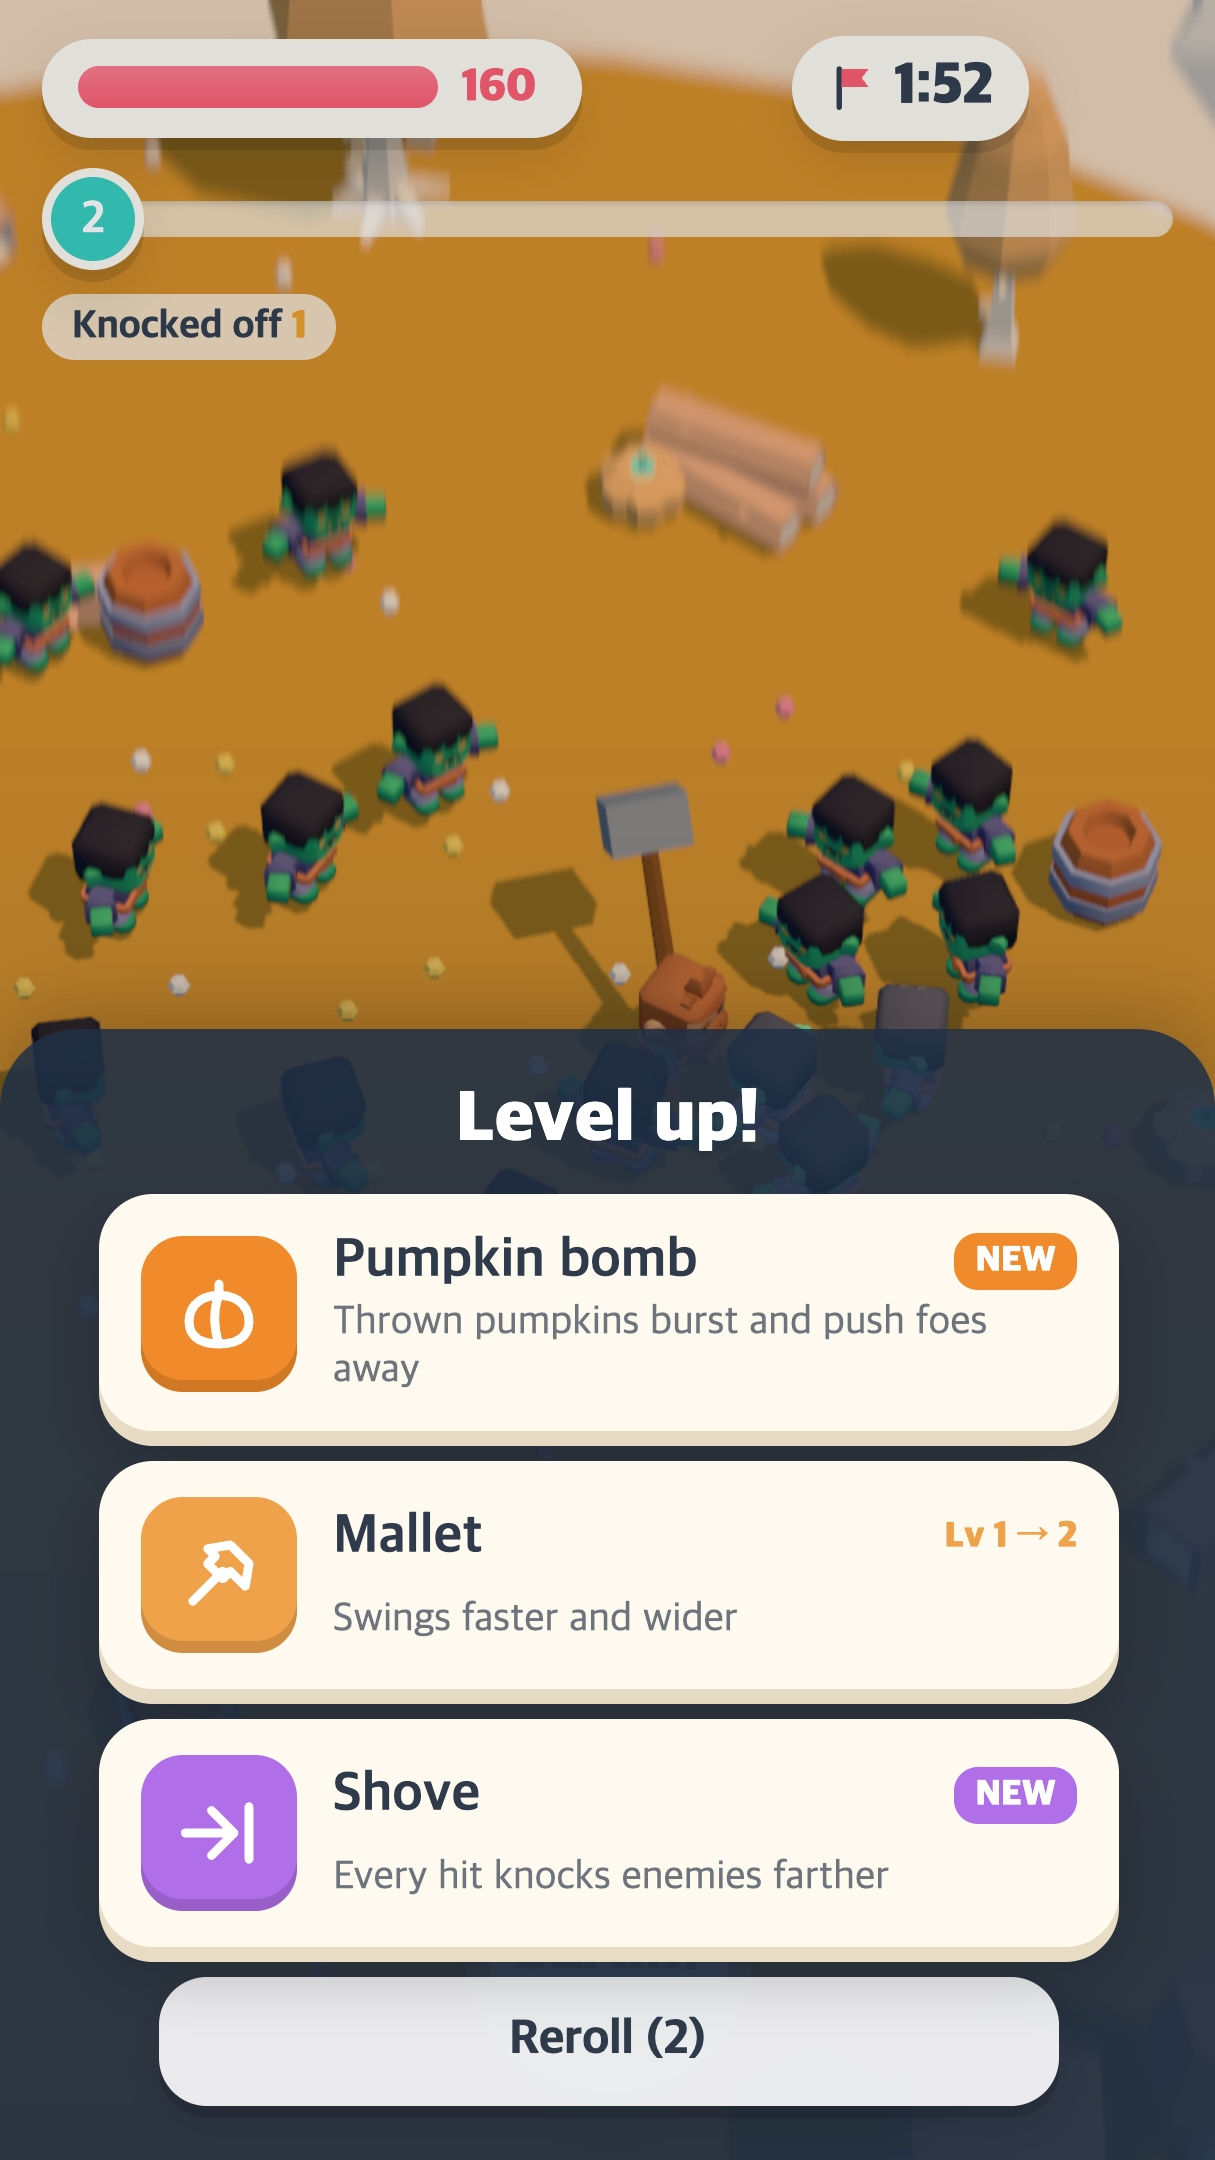 160
1:52
2
Knocked off 1
Level up!
Pumpkin bomb
NEW
Thrown pumpkins burst and push foes
away
Mallet
Lv 1 → 2
Swings faster and wider
Shove
NEW
Every hit knocks enemies farther
Reroll (2)